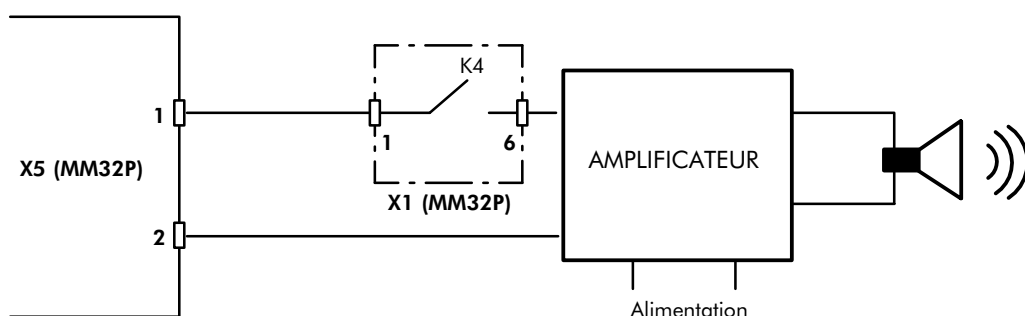 K4
1
1
6
X5 (MM32P)
AMPLIFICATEUR
X1 (MM32P)
2
Alimentation